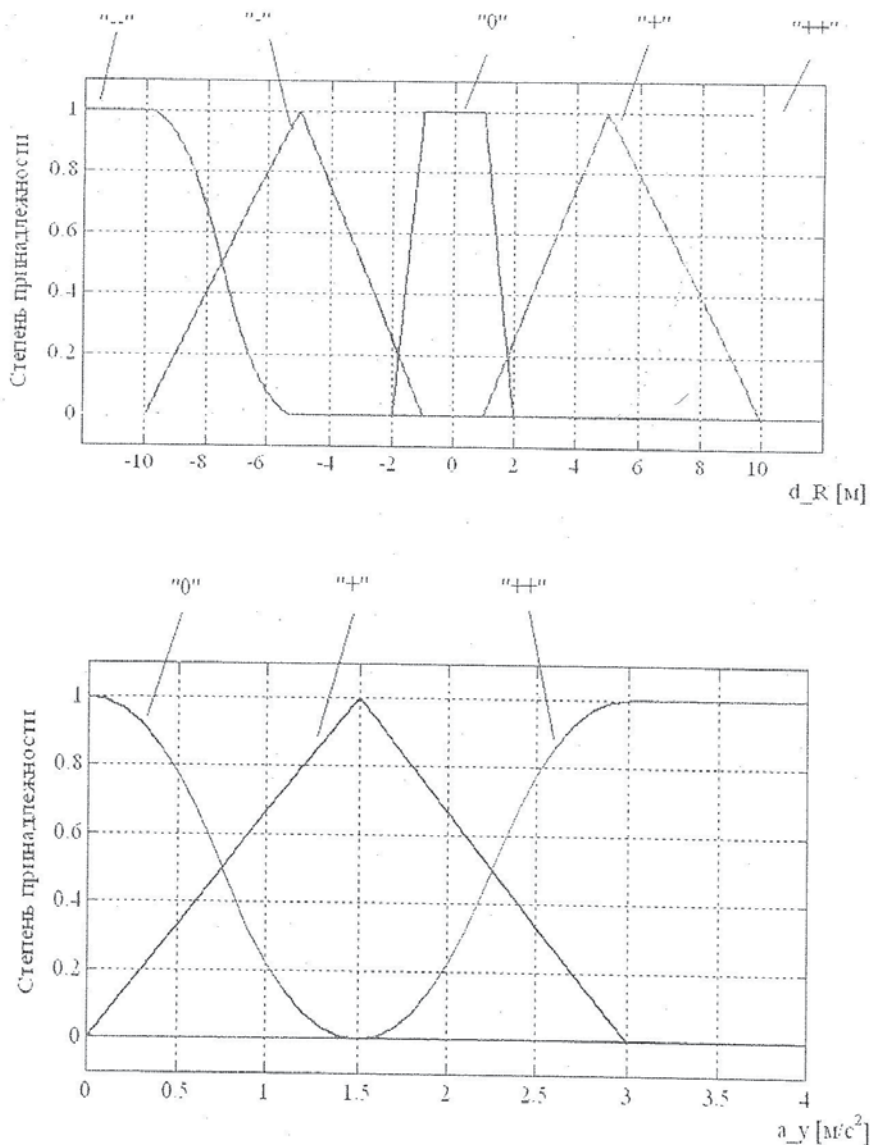 "--" "-" "0" "+" "++"
Степень принадлежности
1
0.8
0.6
0.4
0.2
0
-10 -8 -6 -4 -2 0 2 4 6 8 10
d_R [м]
"0" "+" "++"
Степень принадлежности
1
0.8
0.6
0.4
0.2
0
0 0.5 1 1.5 2 2.5 3 3.5 4
a_y [м/с²]